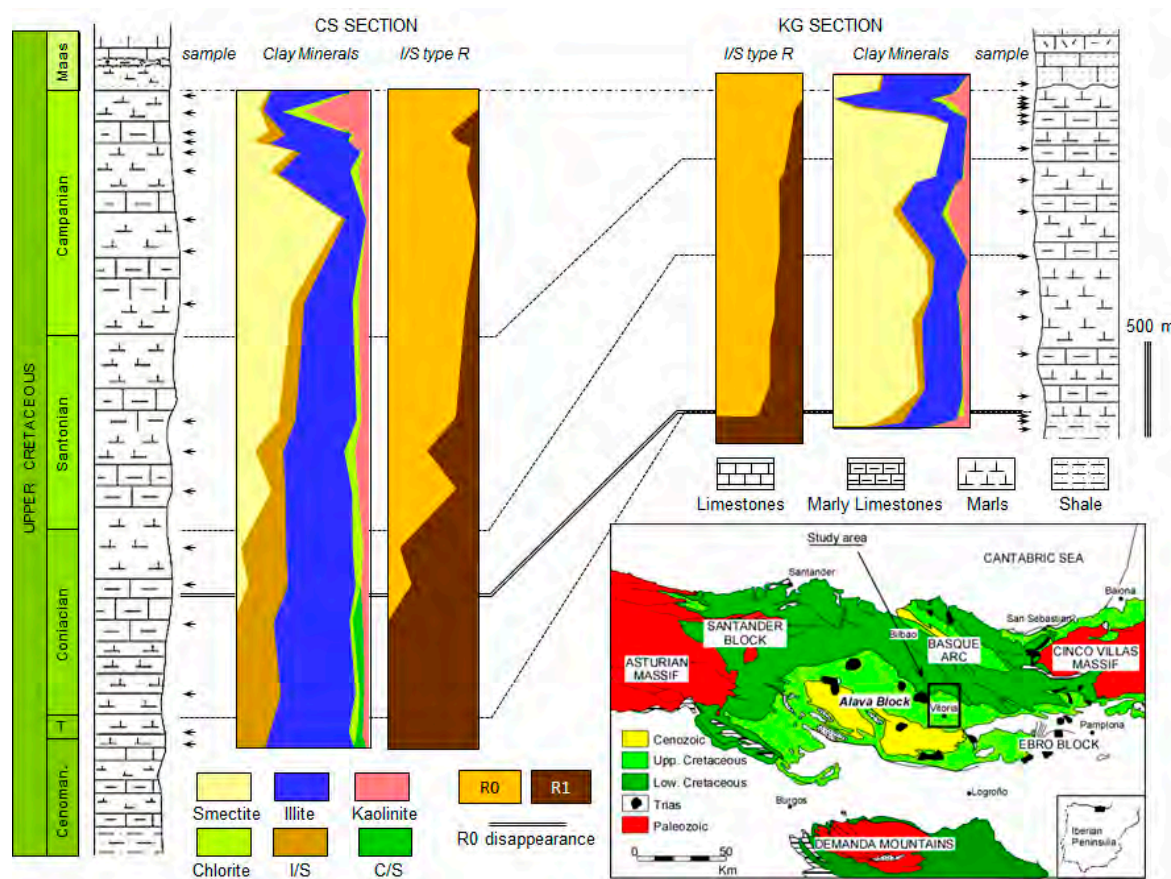 CS SECTION
KG SECTION
sample
Clay Minerals
I/S type R
I/S type R
Clay Minerals
sample
UPPER CRETACEOUS
Maas
Campanian
Santonian
Coniacian
T
Cenoman.
500 m
Limestones
Marly Limestones
Marls
Shale
Smectite
Illite
Kaolinite
Chlorite
I/S
C/S
R0
R1
R0 disappearance
Study area
CANTABRIC SEA
Santander
Baiona
San Sebastian
SANTANDER
BLOCK
Bilbao
BASQUE
ARC
CINCO VILLAS
MASSIF
ASTURIAN
MASSIF
Alava Block
Vitoria
Pamplona
EBRO BLOCK
Cenozoic
Upp. Cretaceous
Low. Cretaceous
Trias
Paleozoic
Burgos
Logroño
Iberian
Peninsula
0
50
Km
DEMANDA MOUNTAINS